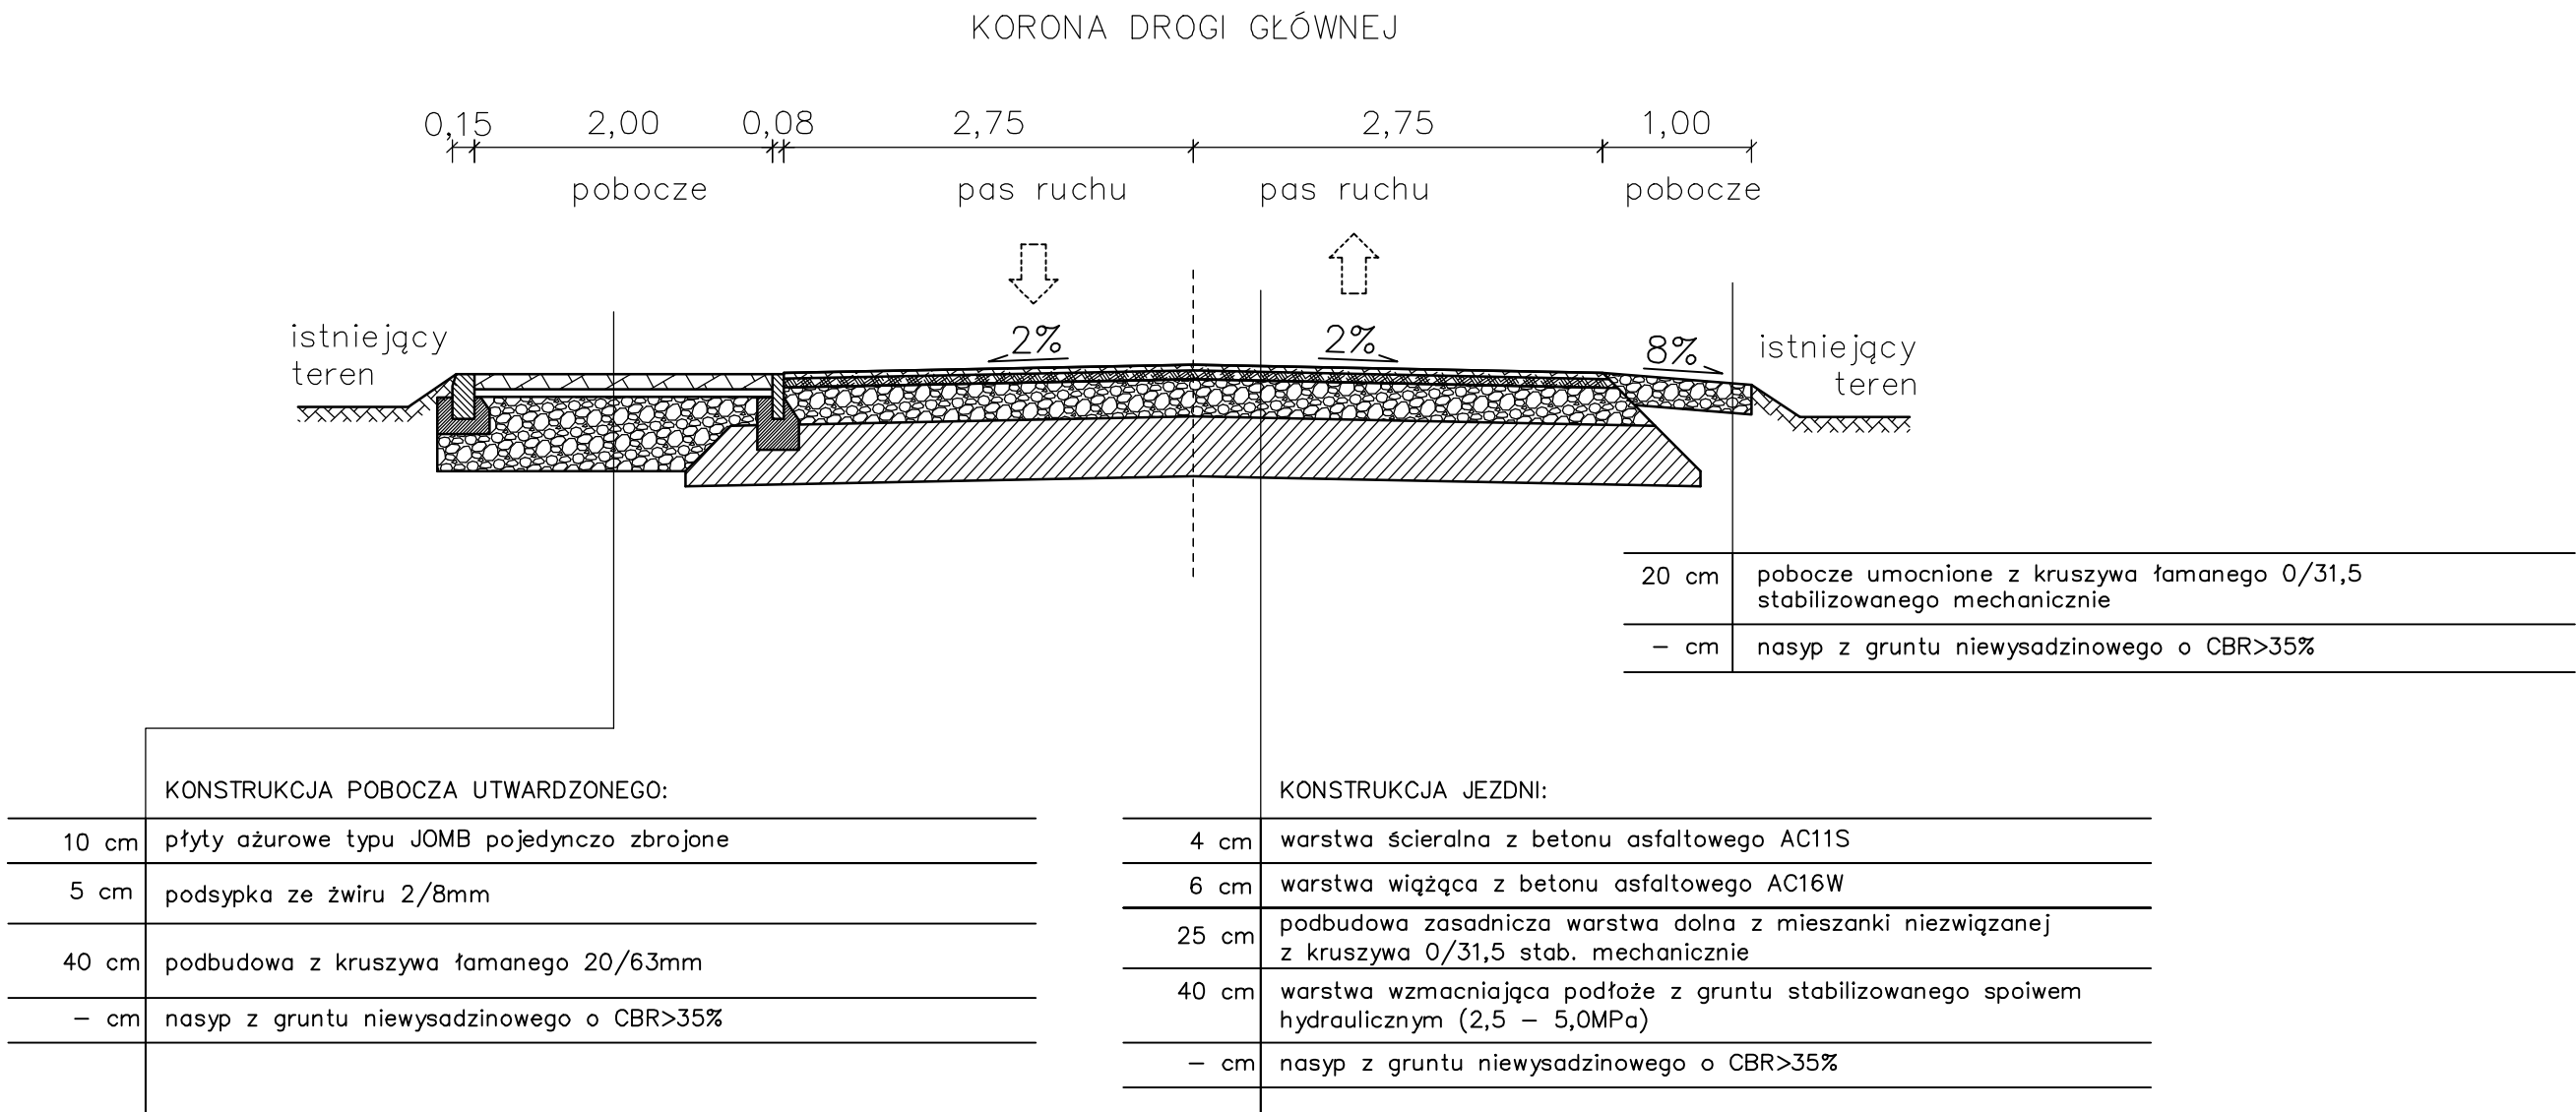 KORONA DROGI GŁÓWNEJ
0,15 2,00 0,08 2,75 2,75 1,00
pobocze pas ruchu pas ruchu pobocze
istniejący
teren
2%
2%
8%
istniejący
teren
20 cm pobocze umocnione z kruszywa łamanego 0/31,5
stabilizowanego mechanicznie
– cm nasyp z gruntu niewysadzinowego o CBR>35%
KONSTRUKCJA POBOCZA UTWARDZONEGO:
10 cm płyty ażurowe typu JOMB pojedynczo zbrojone
5 cm podsypka ze żwiru 2/8mm
40 cm podbudowa z kruszywa łamanego 20/63mm
– cm nasyp z gruntu niewysadzinowego o CBR>35%
KONSTRUKCJA JEZDNI:
4 cm warstwa ścieralna z betonu asfaltowego AC11S
6 cm warstwa wiążąca z betonu asfaltowego AC16W
25 cm podbudowa zasadnicza warstwa dolna z mieszanki niezwiązanej
z kruszywa 0/31,5 stab. mechanicznie
40 cm warstwa wzmacniająca podłoże z gruntu stabilizowanego spoiwem
hydraulicznym (2,5 – 5,0MPa)
– cm nasyp z gruntu niewysadzinowego o CBR>35%